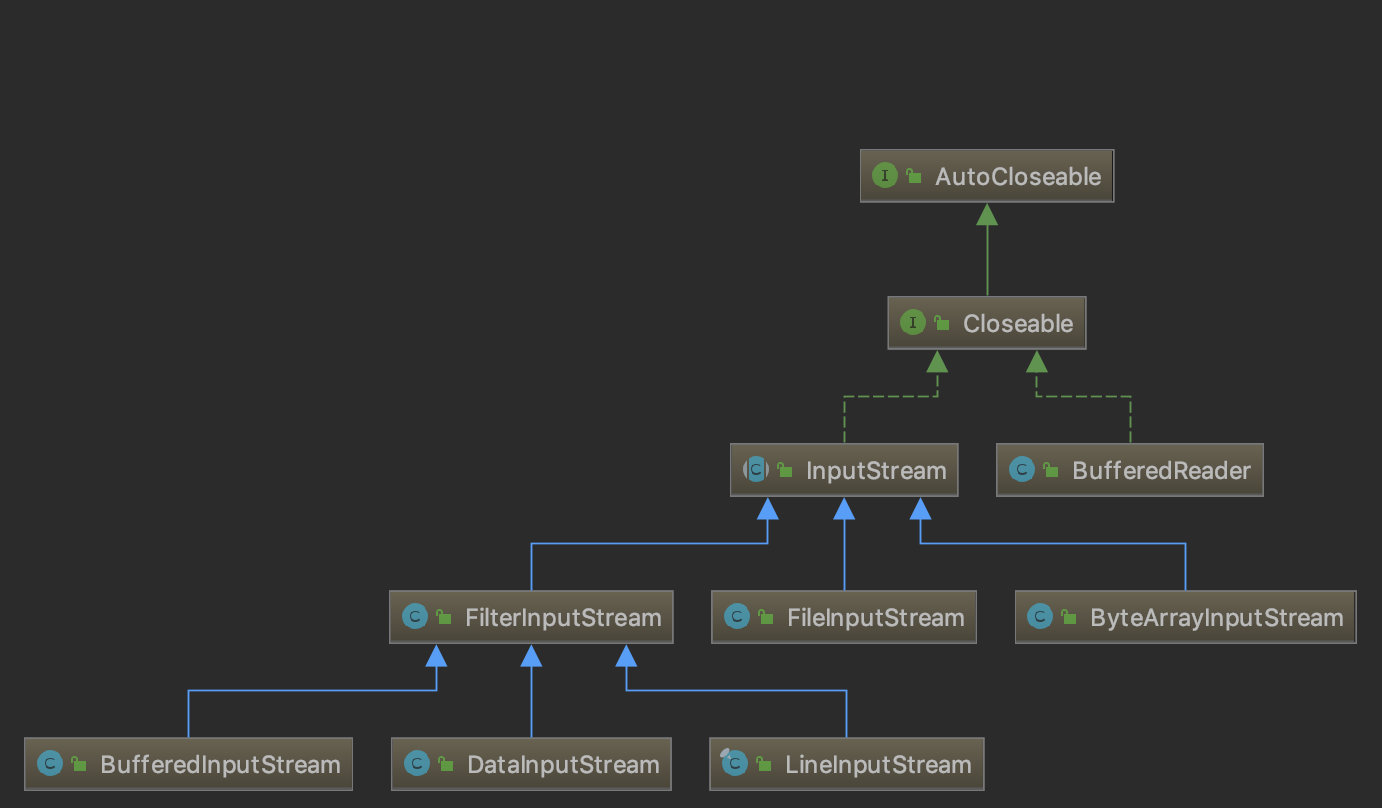 I AutoCloseable
I Closeable
C InputStream
C BufferedReader
C FilterInputStream
C FileInputStream
C ByteArrayInputStream
C BufferedInputStream
C DataInputStream
C LineInputStream